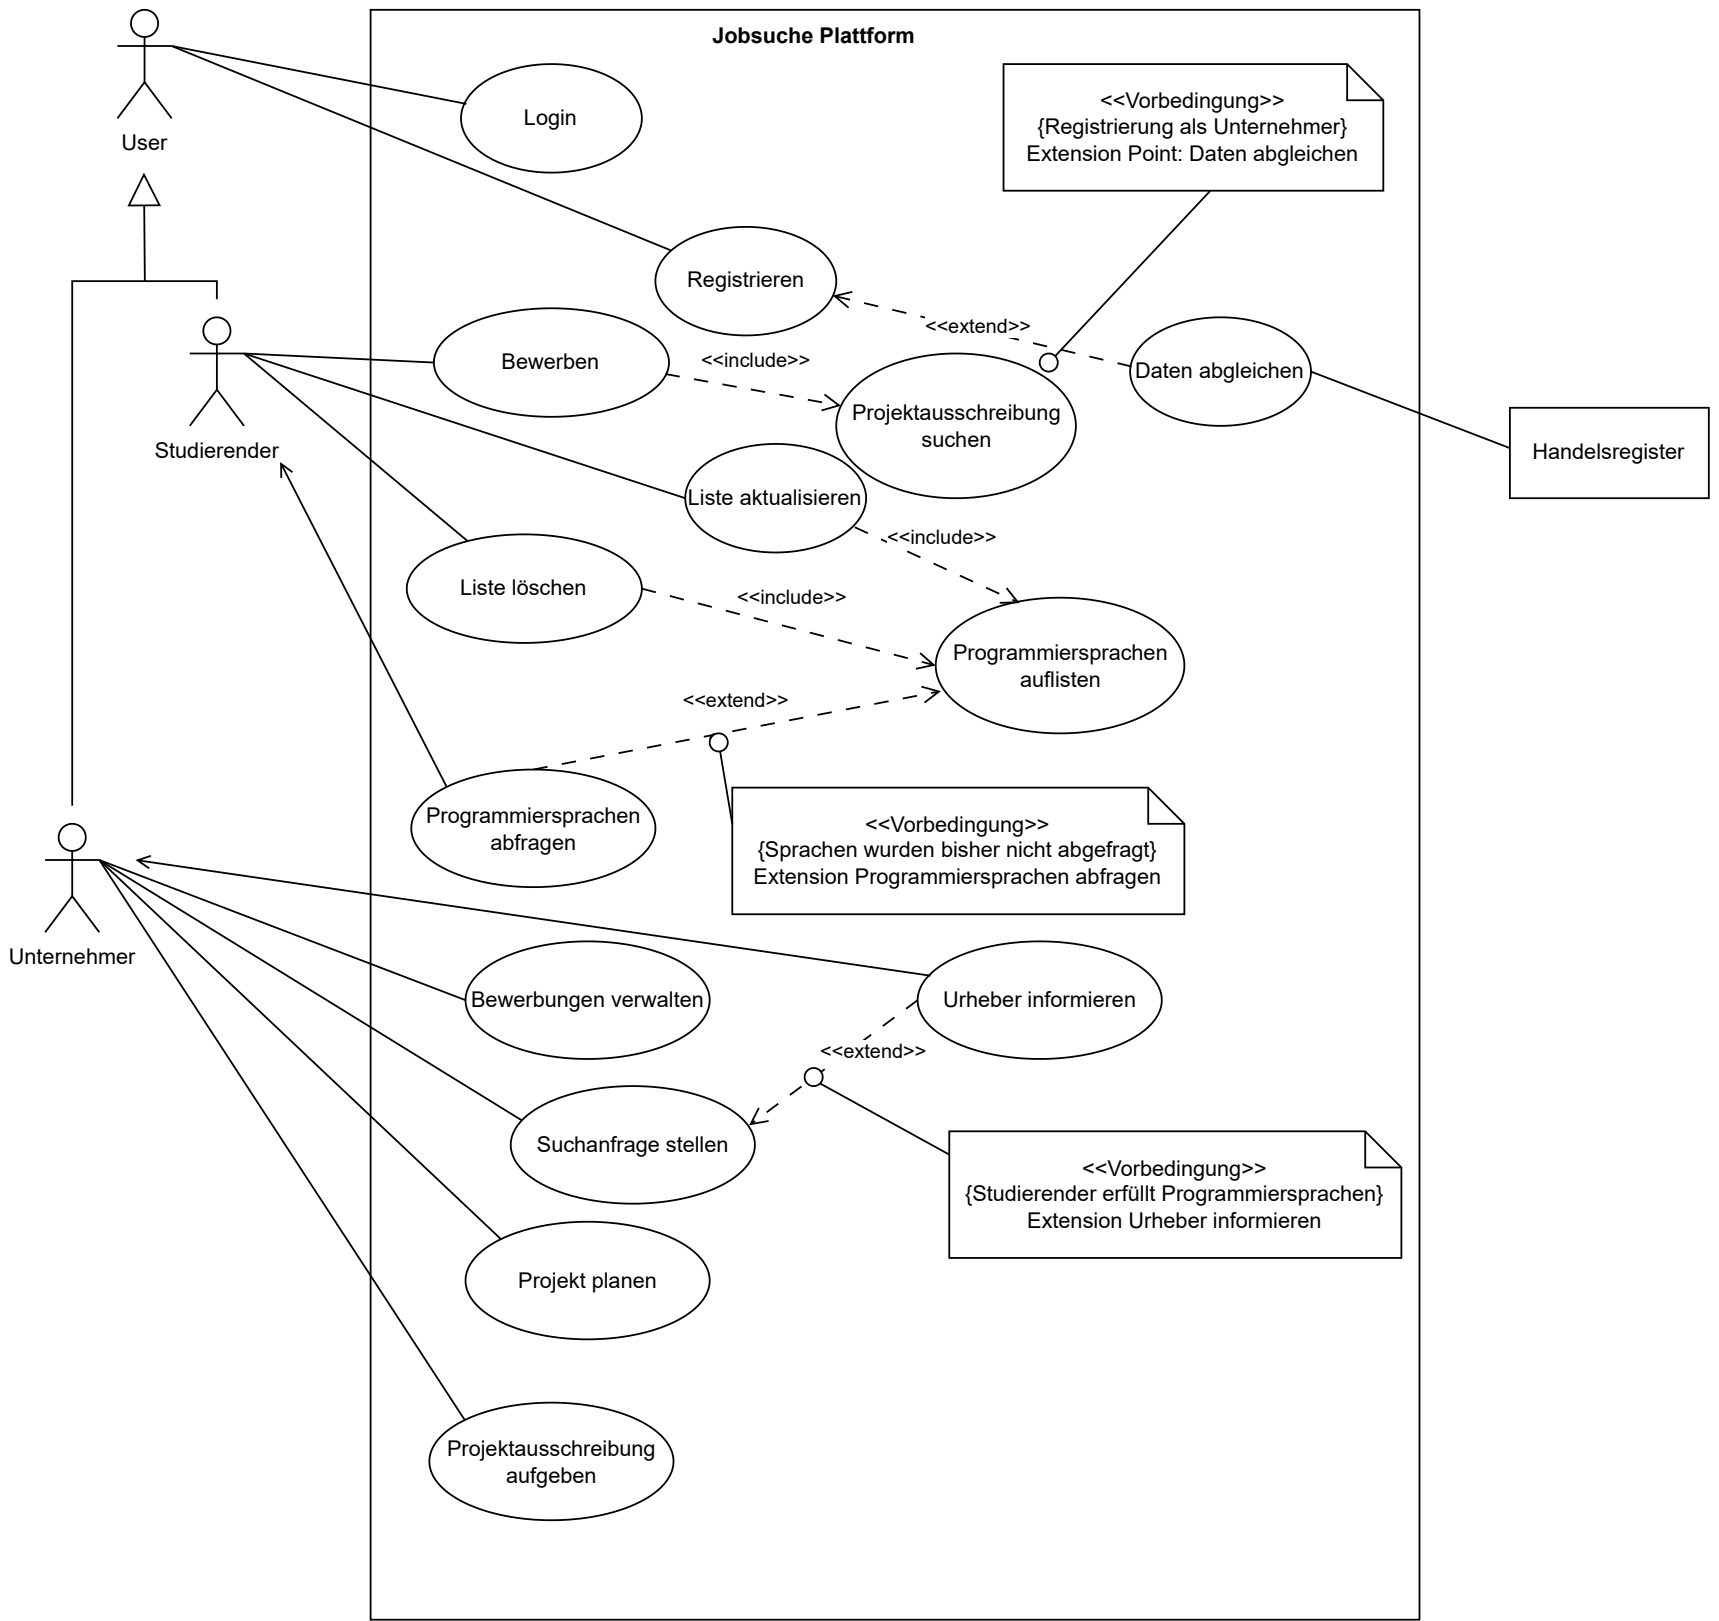 Jobsuche Plattform
User
Login
<<Vorbedingung>>
{Registrierung als Unternehmer}
Extension Point: Daten abgleichen
Registrieren
<<extend>>
Daten abgleichen
Bewerben
<<include>>
Projektausschreibung
suchen
Studierender
Handelsregister
Liste aktualisieren
<<include>>
Liste löschen
<<include>>
Programmiersprachen
auflisten
<<extend>>
Programmiersprachen
abfragen
<<Vorbedingung>>
{Sprachen wurden bisher nicht abgefragt}
Extension Programmiersprachen abfragen
Unternehmer
Bewerbungen verwalten
Urheber informieren
<<extend>>
Suchanfrage stellen
<<Vorbedingung>>
{Studierender erfüllt Programmiersprachen}
Extension Urheber informieren
Projekt planen
Projektausschreibung
aufgeben